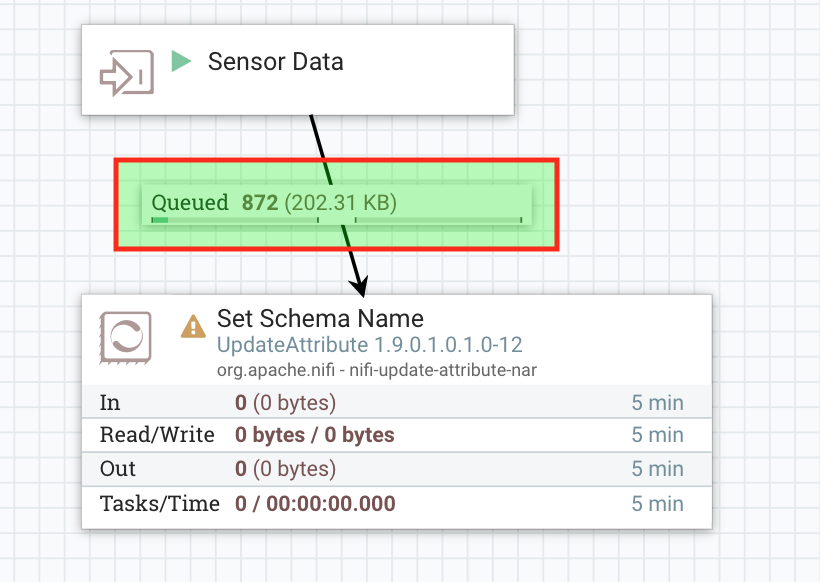 Sensor Data
Queued 872 (202.31 KB)
Set Schema Name
UpdateAttribute 1.9.0.1.0.1.0-12
org.apache.nifi - nifi-update-attribute-nar
In 0 (0 bytes) 5 min
Read/Write 0 bytes / 0 bytes 5 min
Out 0 (0 bytes) 5 min
Tasks/Time 0 / 00:00:00.000 5 min